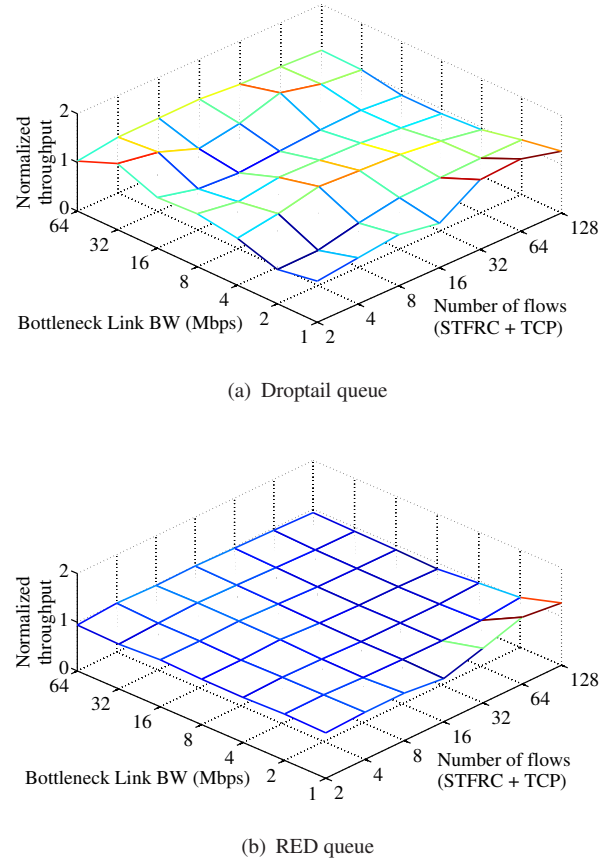 2
1
0
Normalized
throughput
64
32
16
8
4
2
1
Bottleneck Link BW (Mbps)
2
4
8
16
32
64
128
Number of flows
(STFRC + TCP)
(a) Droptail queue
2
1
0
Normalized
throughput
64
32
16
8
4
2
1
Bottleneck Link BW (Mbps)
2
4
8
16
32
64
128
Number of flows
(STFRC + TCP)
(b) RED queue